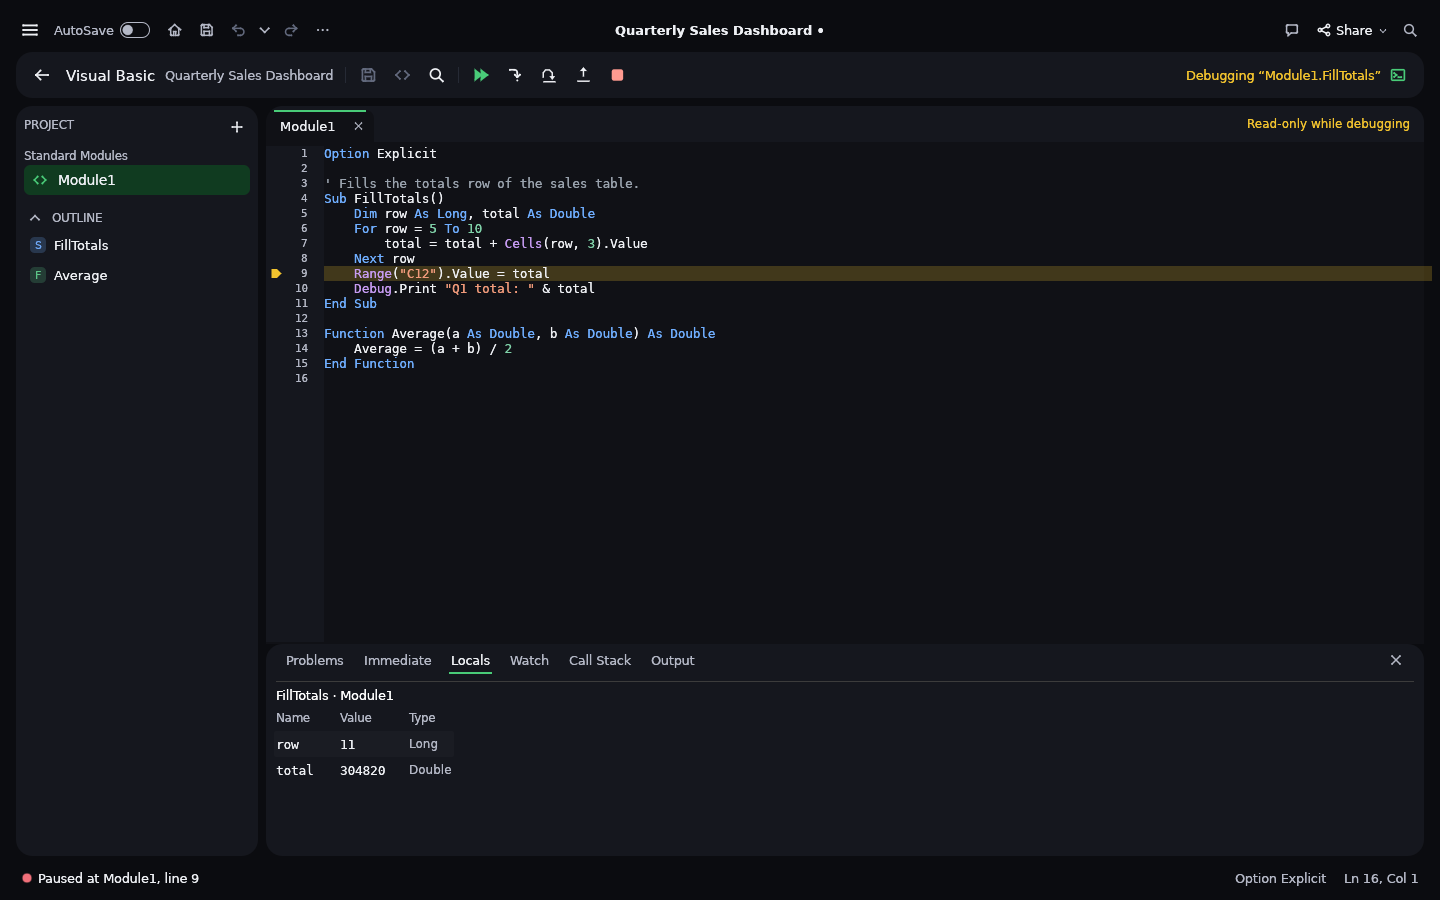 AutoSave
Quarterly Sales Dashboard •
Share
Visual Basic Quarterly Sales Dashboard
Debugging “Module1.FillTotals”
PROJECT
Standard Modules
Module1
OUTLINE
S FillTotals
F Average
Module1
Read-only while debugging
1 Option Explicit
2
3 ' Fills the totals row of the sales table.
4 Sub FillTotals()
5     Dim row As Long, total As Double
6     For row = 5 To 10
7         total = total + Cells(row, 3).Value
8     Next row
9     Range("C12").Value = total
10     Debug.Print "Q1 total: " & total
11 End Sub
12
13 Function Average(a As Double, b As Double) As Double
14     Average = (a + b) / 2
15 End Function
16
Problems Immediate Locals Watch Call Stack Output
FillTotals · Module1
Name Value Type
row 11 Long
total 304820 Double
Paused at Module1, line 9
Option Explicit Ln 16, Col 1